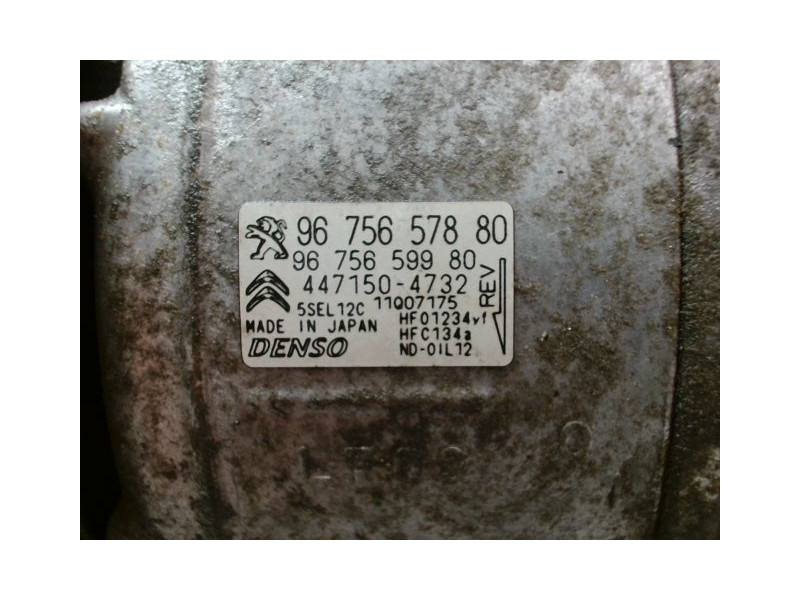 96 756 578 80
96 756 599 80
447150-4732
5SEL12C 11Q07175
MADE IN JAPAN
DENSO
HFO1234yf
HFC134a
ND-OIL12
REV